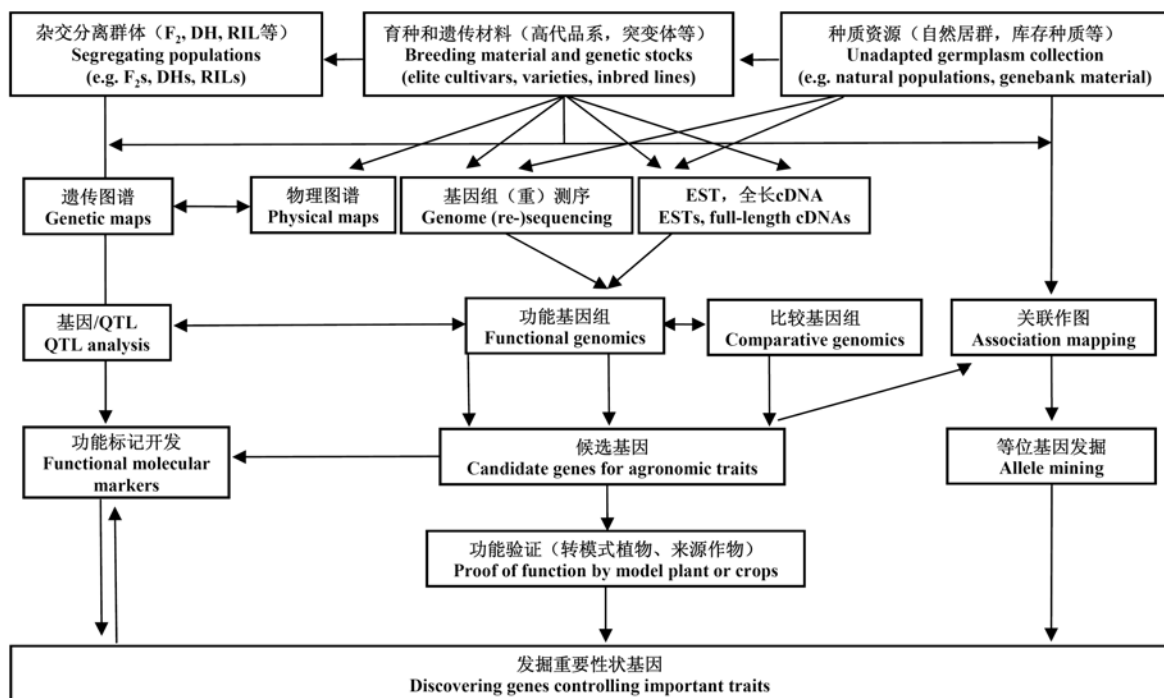 杂交分离群体（F₂, DH, RIL等）
Segregating populations
(e.g. F₂s, DHs, RILs)
育种和遗传材料（高代品系，突变体等）
Breeding material and genetic stocks
(elite cultivars, varieties, inbred lines)
种质资源（自然居群，库存种质等）
Unadapted germplasm collection
(e.g. natural populations, genebank material)
遗传图谱
Genetic maps
物理图谱
Physical maps
基因组（重）测序
Genome (re-)sequencing
EST，全长cDNA
ESTs, full-length cDNAs
基因/QTL
QTL analysis
功能基因组
Functional genomics
比较基因组
Comparative genomics
关联作图
Association mapping
功能标记开发
Functional molecular
markers
候选基因
Candidate genes for agronomic traits
等位基因发掘
Allele mining
功能验证（转模式植物、来源作物）
Proof of function by model plant or crops
发掘重要性状基因
Discovering genes controlling important traits